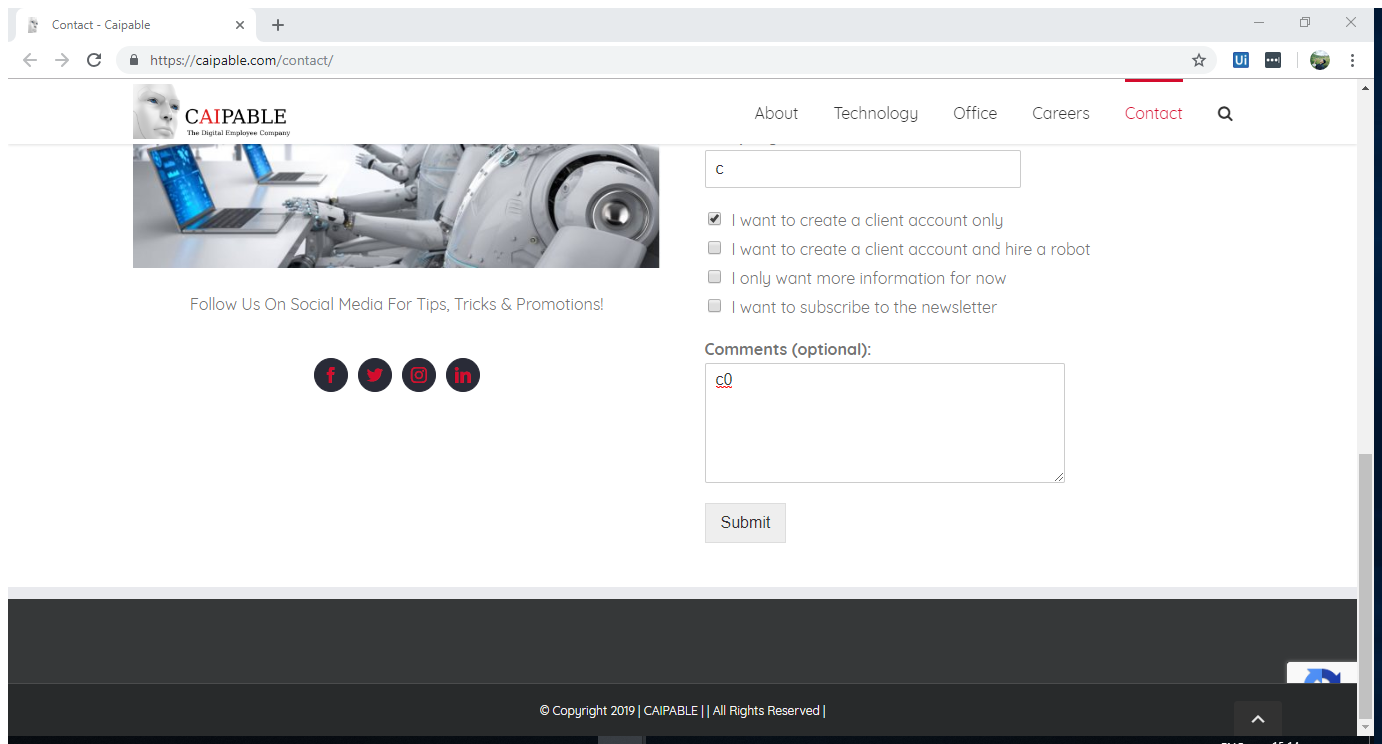 Contact - Caipable
https://caipable.com/contact/
Ui
CAIPABLE
The Digital Employee Company
About
Technology
Office
Careers
Contact
c
I want to create a client account only
I want to create a client account and hire a robot
I only want more information for now
I want to subscribe to the newsletter
Follow Us On Social Media For Tips, Tricks & Promotions!
Comments (optional):
c0
Submit
© Copyright 2019 | CAIPABLE | | All Rights Reserved |